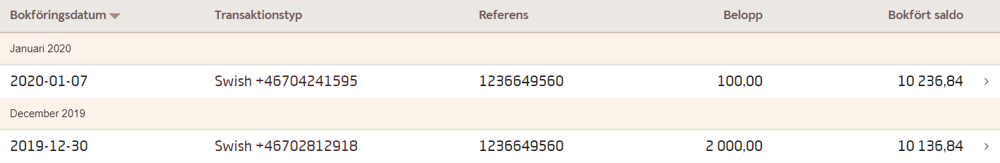 Bokföringsdatum Transaktionstyp Referens Belopp Bokfört saldo
Januari 2020
2020-01-07 Swish +46704241595 1236649560 100,00 10 236,84
December 2019
2019-12-30 Swish +46702812918 1236649560 2 000,00 10 136,84